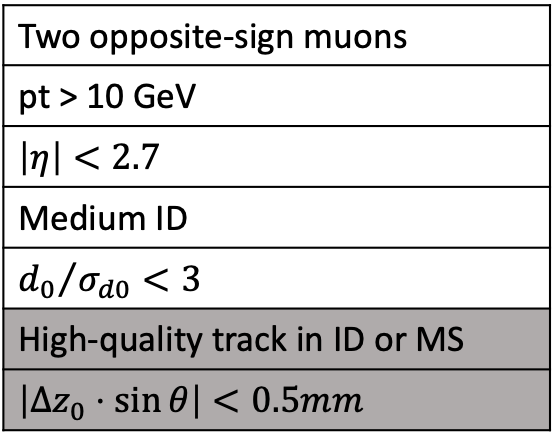 Two opposite-sign muons
pt > 10 GeV
|η| < 2.7
Medium ID
d₀/σ_d0 < 3
High-quality track in ID or MS
|Δz₀ · sin θ| < 0.5mm